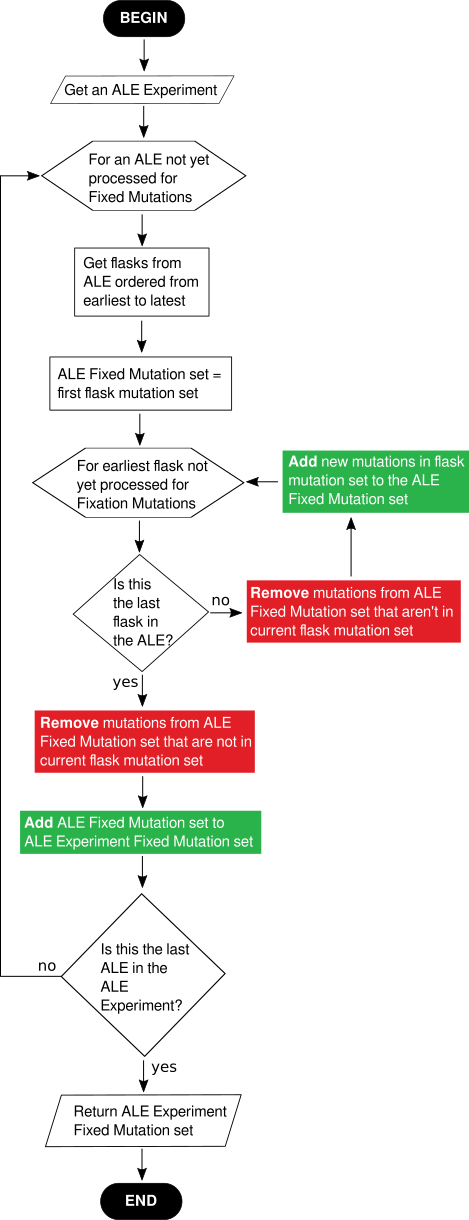 BEGIN
Get an ALE Experiment
For an ALE not yet
processed for
Fixed Mutations
Get flasks from
ALE ordered from
earliest to latest
ALE Fixed Mutation set =
first flask mutation set
For earliest flask not
yet processed for
Fixation Mutations
Add new mutations in flask
mutation set to the ALE
Fixed Mutation set
Is this
the last
flask in
the ALE?
no
Remove mutations from ALE
Fixed Mutation set that aren't in
current flask mutation set
yes
Remove mutations from ALE
Fixed Mutation set that are not in
current flask mutation set
Add ALE Fixed Mutation set to
ALE Experiment Fixed Mutation set
Is this the last
ALE in the
ALE
Experiment?
no
yes
Return ALE Experiment
Fixed Mutation set
END